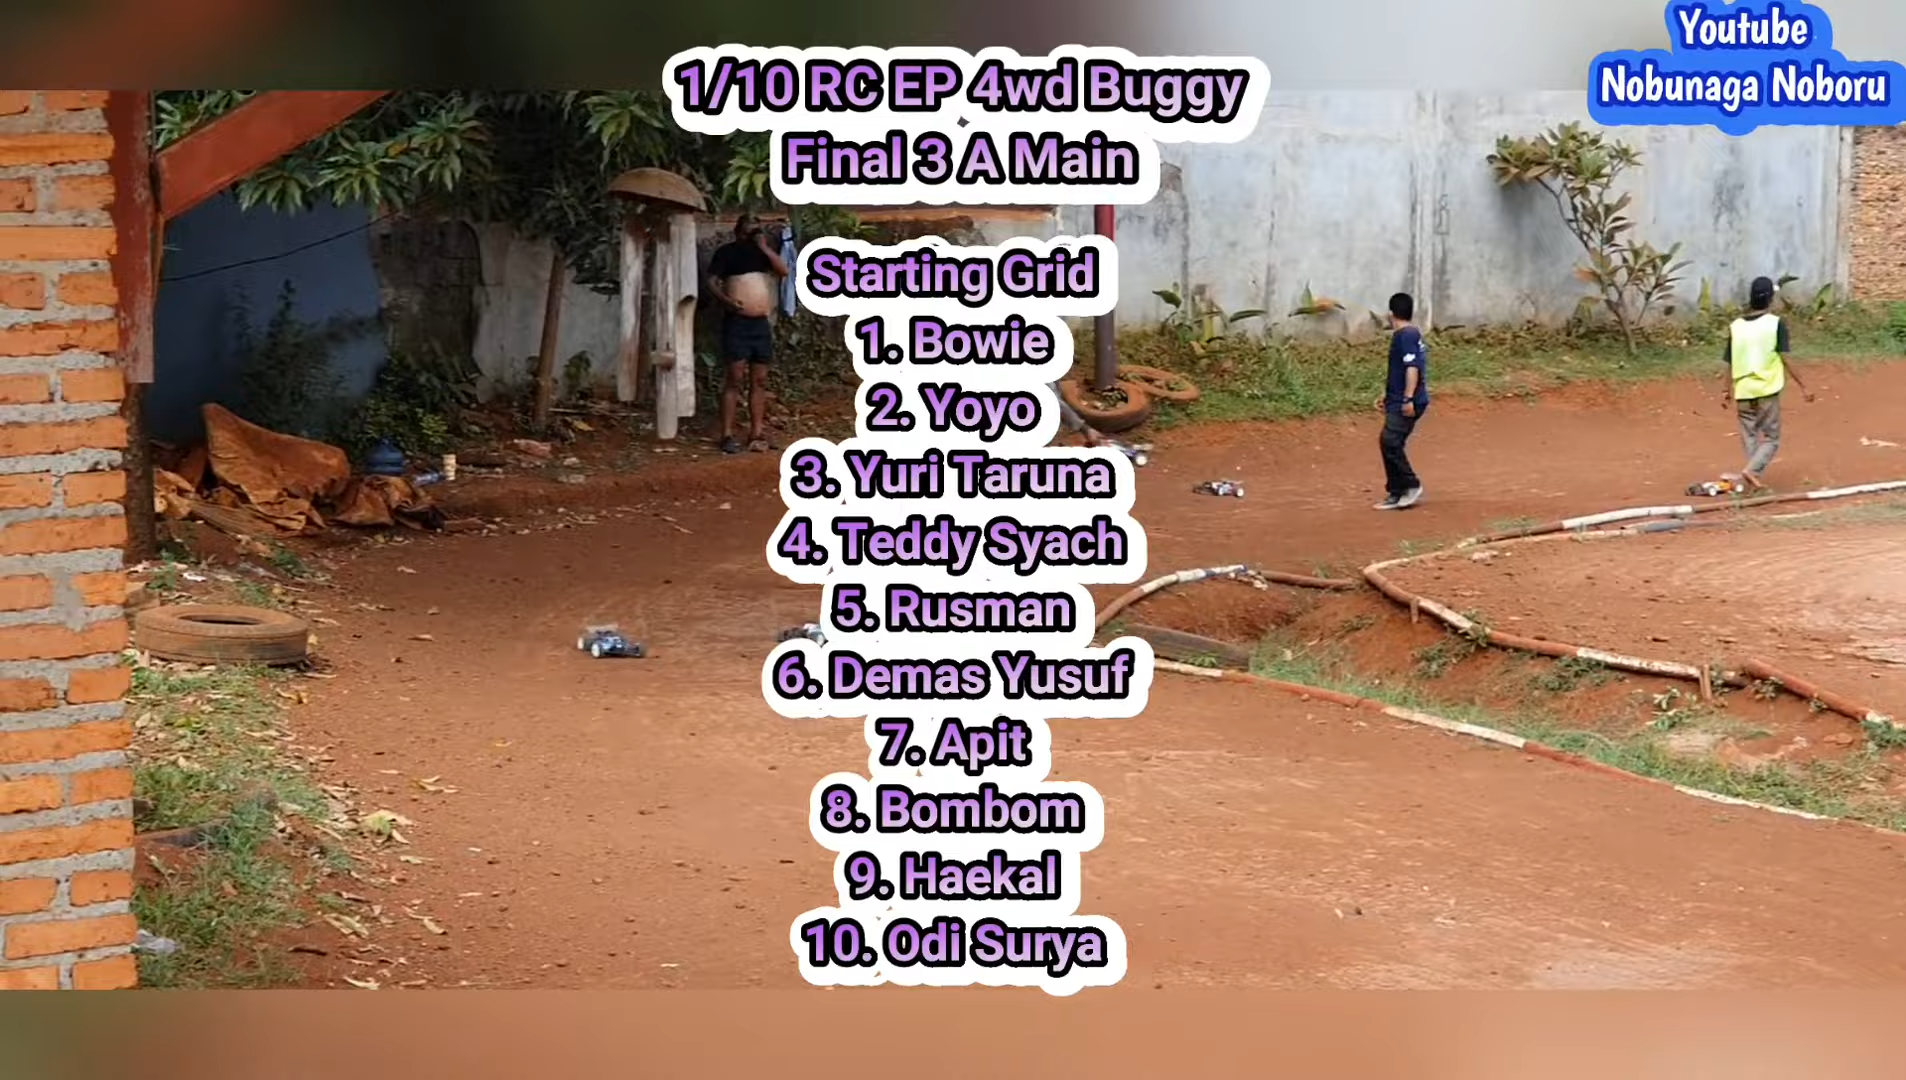 Youtube
Nobunaga Noboru
1/10 RC EP 4wd Buggy
Final 3 A Main
Starting Grid
1. Bowie
2. Yoyo
3. Yuri Taruna
4. Teddy Syach
5. Rusman
6. Demas Yusuf
7. Apit
8. Bombom
9. Haekal
10. Odi Surya